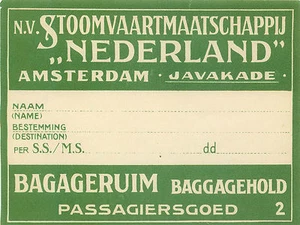 N.V. STOOMVAARTMAATSCHAPPIJ
„NEDERLAND”
AMSTERDAM · JAVAKADE ·
NAAM
(NAME)
BESTEMMING
(DESTINATION)
PER S.S./M.S. dd
BAGAGERUIM BAGGAGEHOLD
PASSAGIERSGOED 2